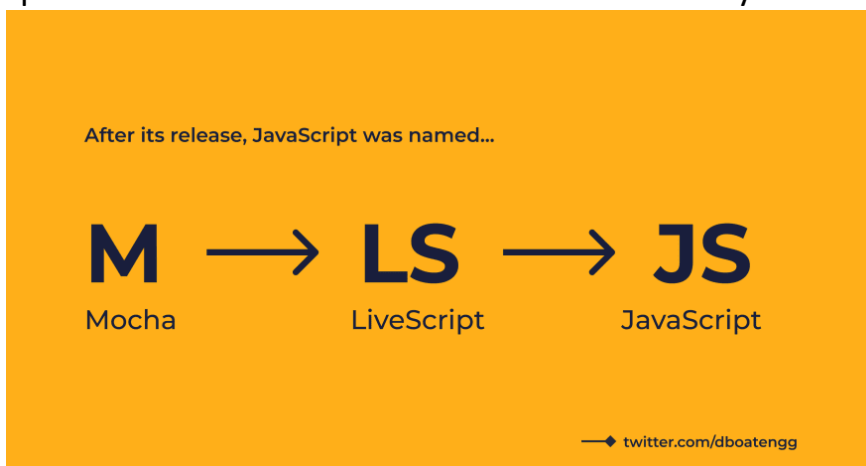 After its release, JavaScript was named...
M → LS → JS
Mocha LiveScript JavaScript
twitter.com/dboatengg